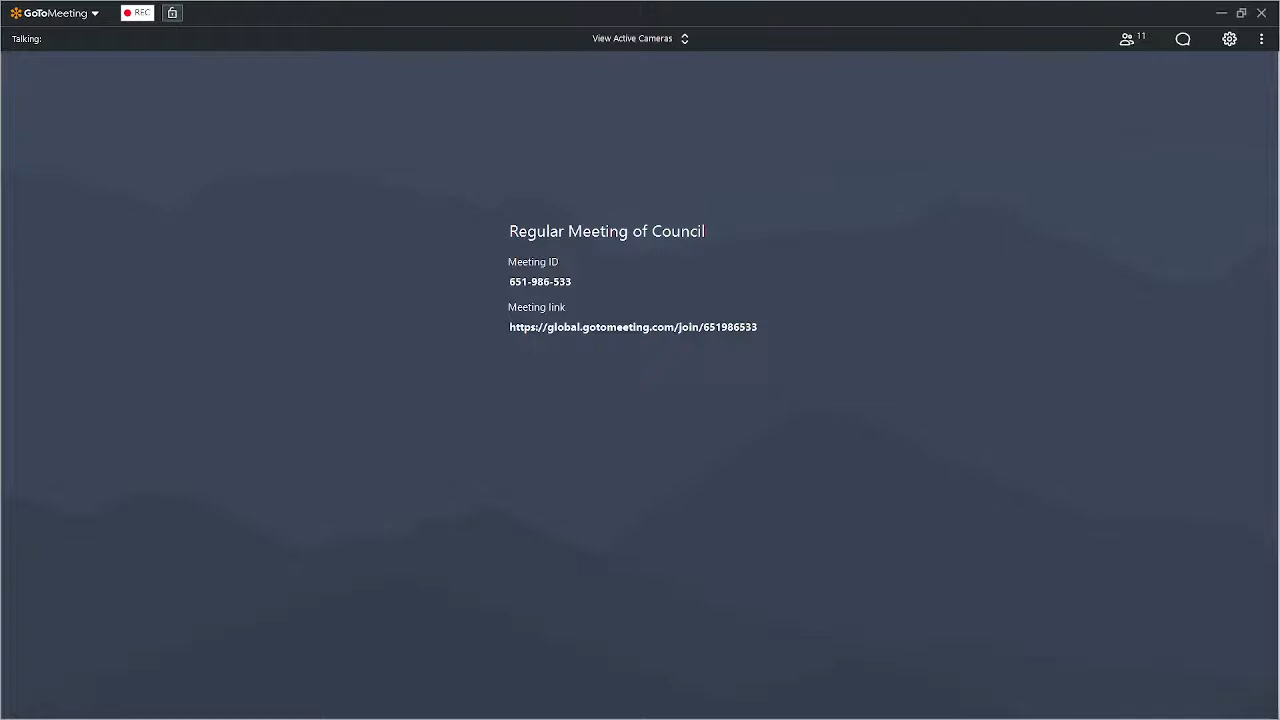 GoToMeeting
REC
Talking:
View Active Cameras
11
Regular Meeting of Council
Meeting ID
651-986-533
Meeting link
https://global.gotomeeting.com/join/651986533